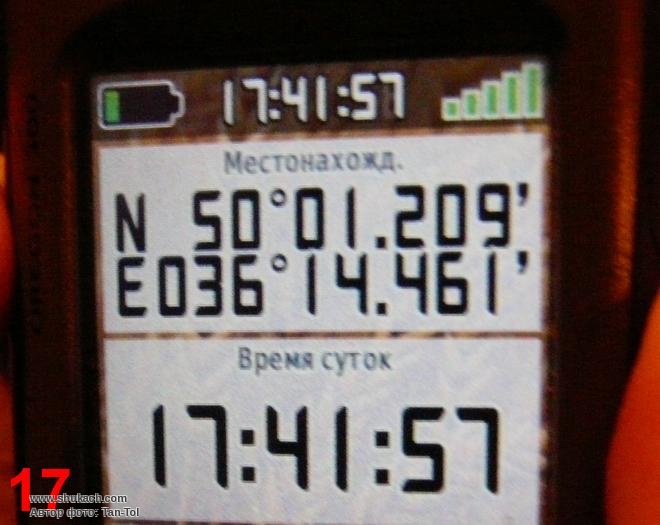 17:41:57
Местонахожд.
N 50°01.209'
E036°14.461'
Время суток
17:41:57
17
www.shukach.com
Автор фото: Tan-Tol